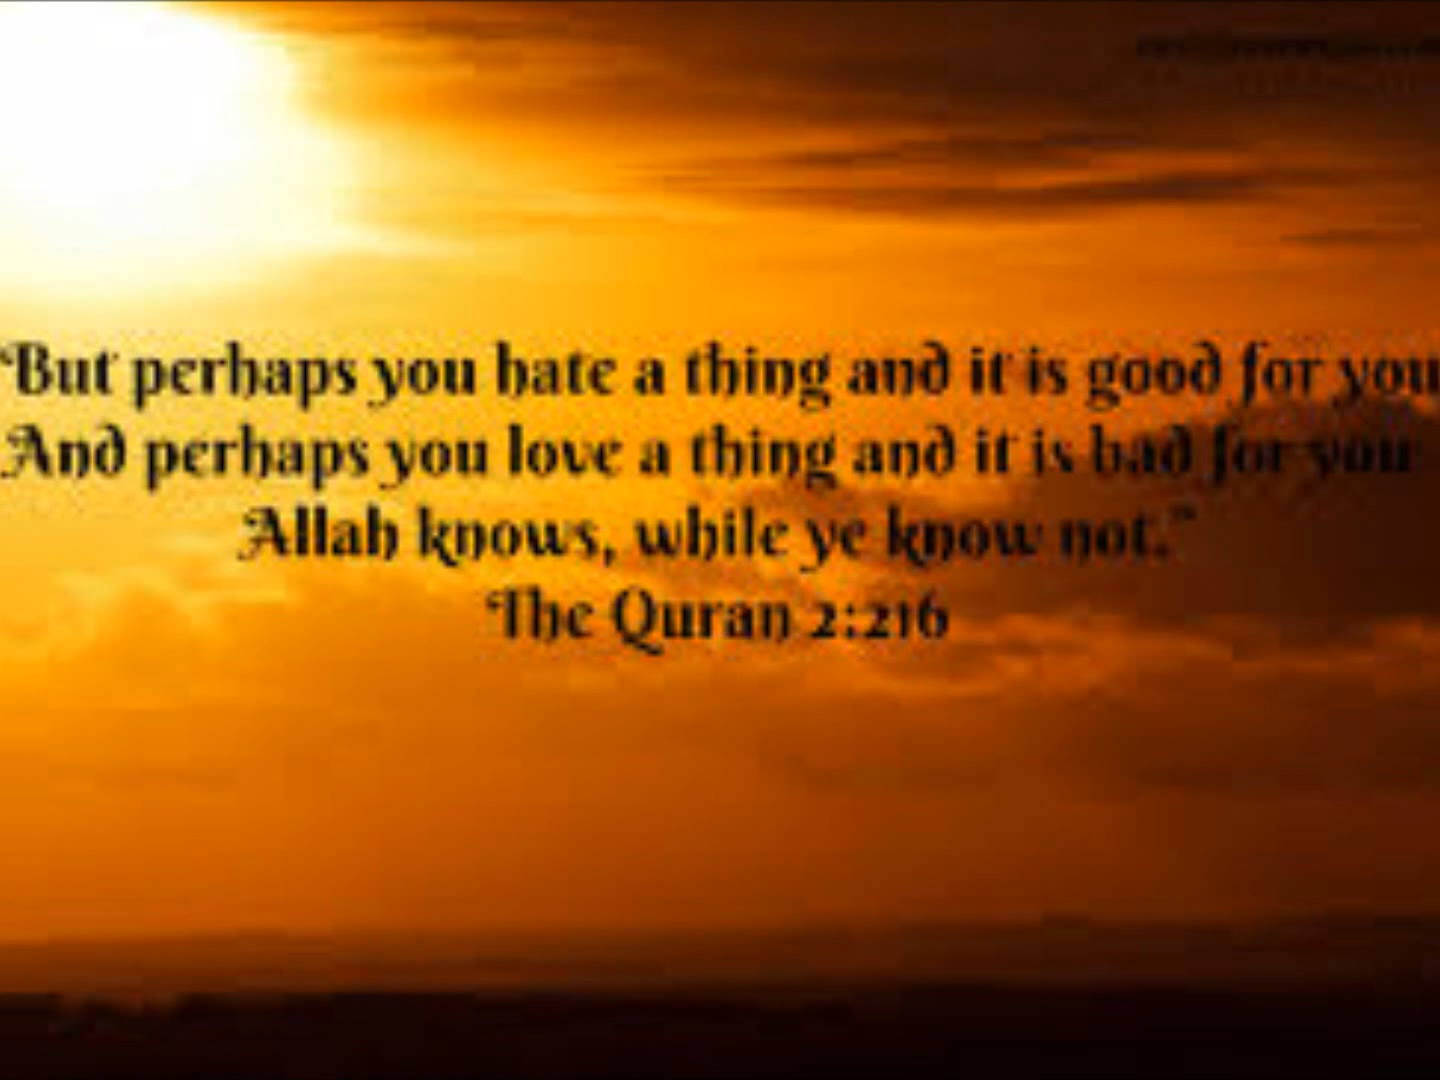 "But perhaps you hate a thing and it is good for you
And perhaps you love a thing and it is bad for you
Allah knows, while ye know not."
The Quran 2:216